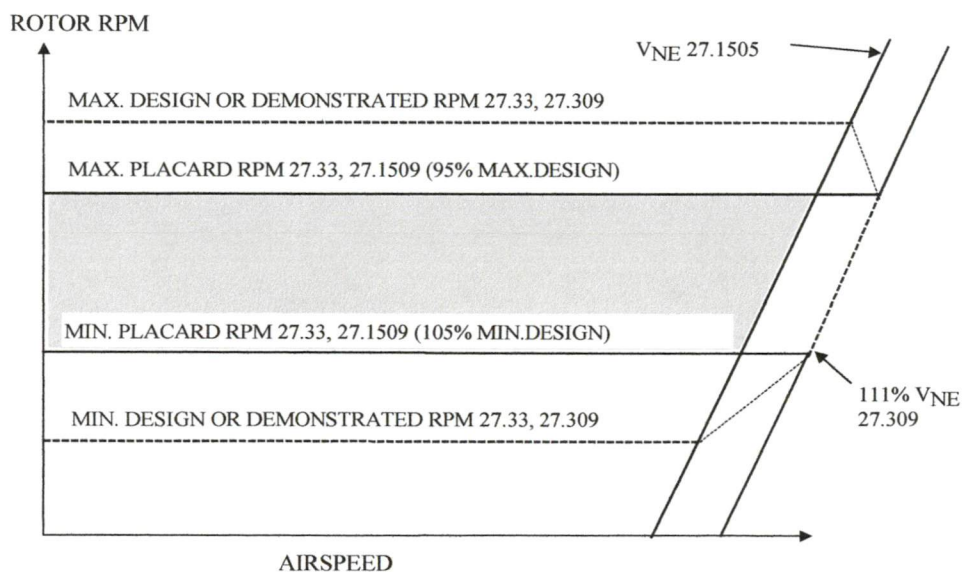 ROTOR RPM
VNE 27.1505
MAX. DESIGN OR DEMONSTRATED RPM 27.33, 27.309
MAX. PLACARD RPM 27.33, 27.1509 (95% MAX.DESIGN)
MIN. PLACARD RPM 27.33, 27.1509 (105% MIN.DESIGN)
111% VNE
27.309
MIN. DESIGN OR DEMONSTRATED RPM 27.33, 27.309
AIRSPEED